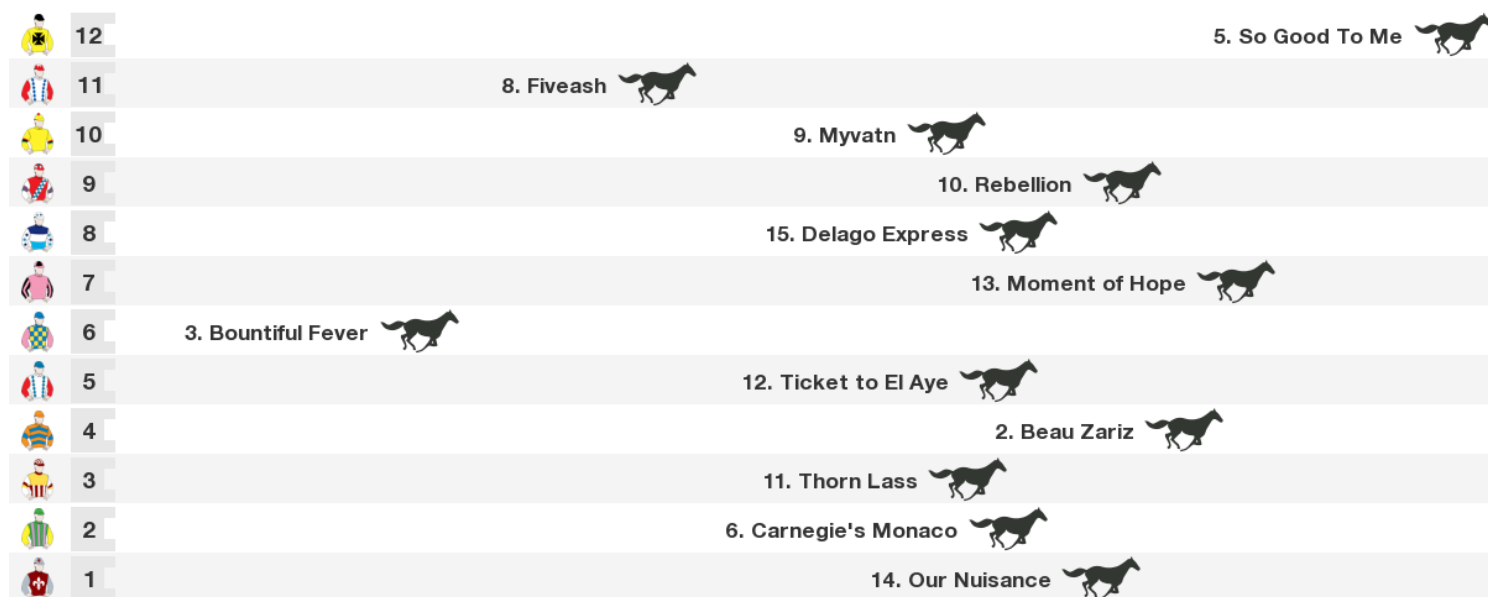 12 5. So Good To Me
11 8. Fiveash
10 9. Myvatn
9 10. Rebellion
8 15. Delago Express
7 13. Moment of Hope
6 3. Bountiful Fever
5 12. Ticket to El Aye
4 2. Beau Zariz
3 11. Thorn Lass
2 6. Carnegie's Monaco
1 14. Our Nuisance